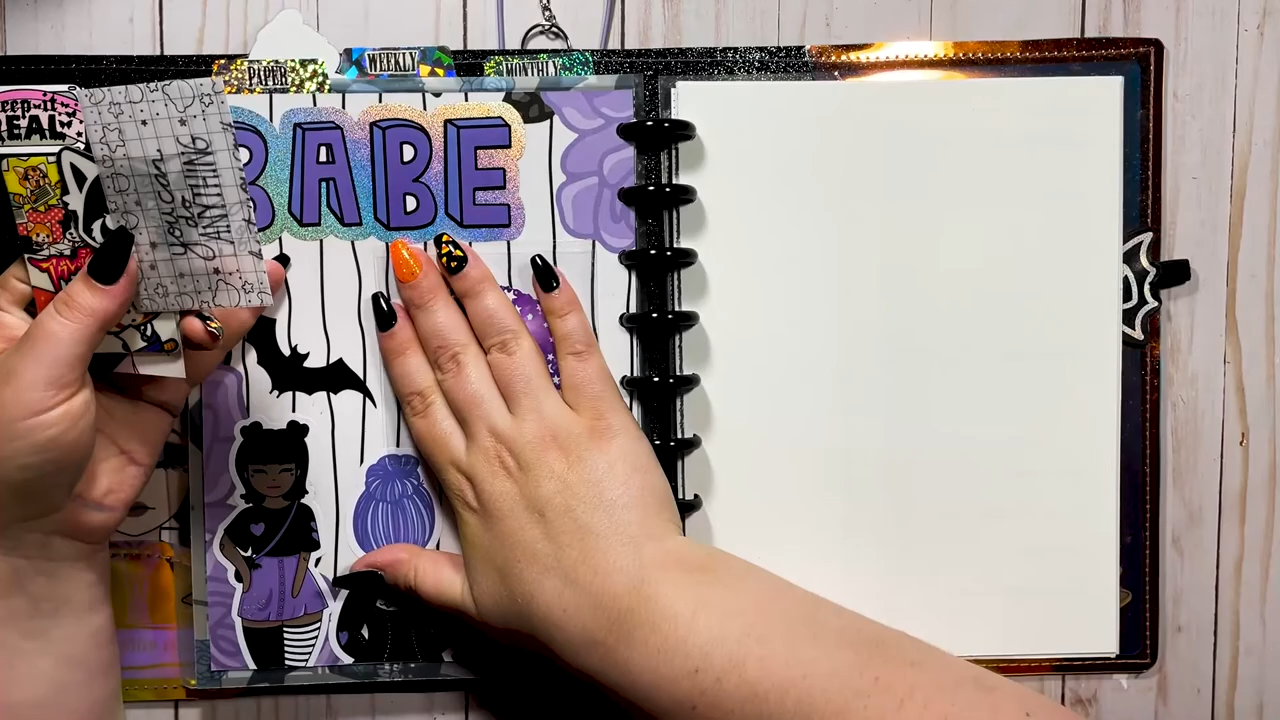 PAPER
WEEKLY
MONTHLY
keep it
REAL
you can
do
ANYTHING
BABE